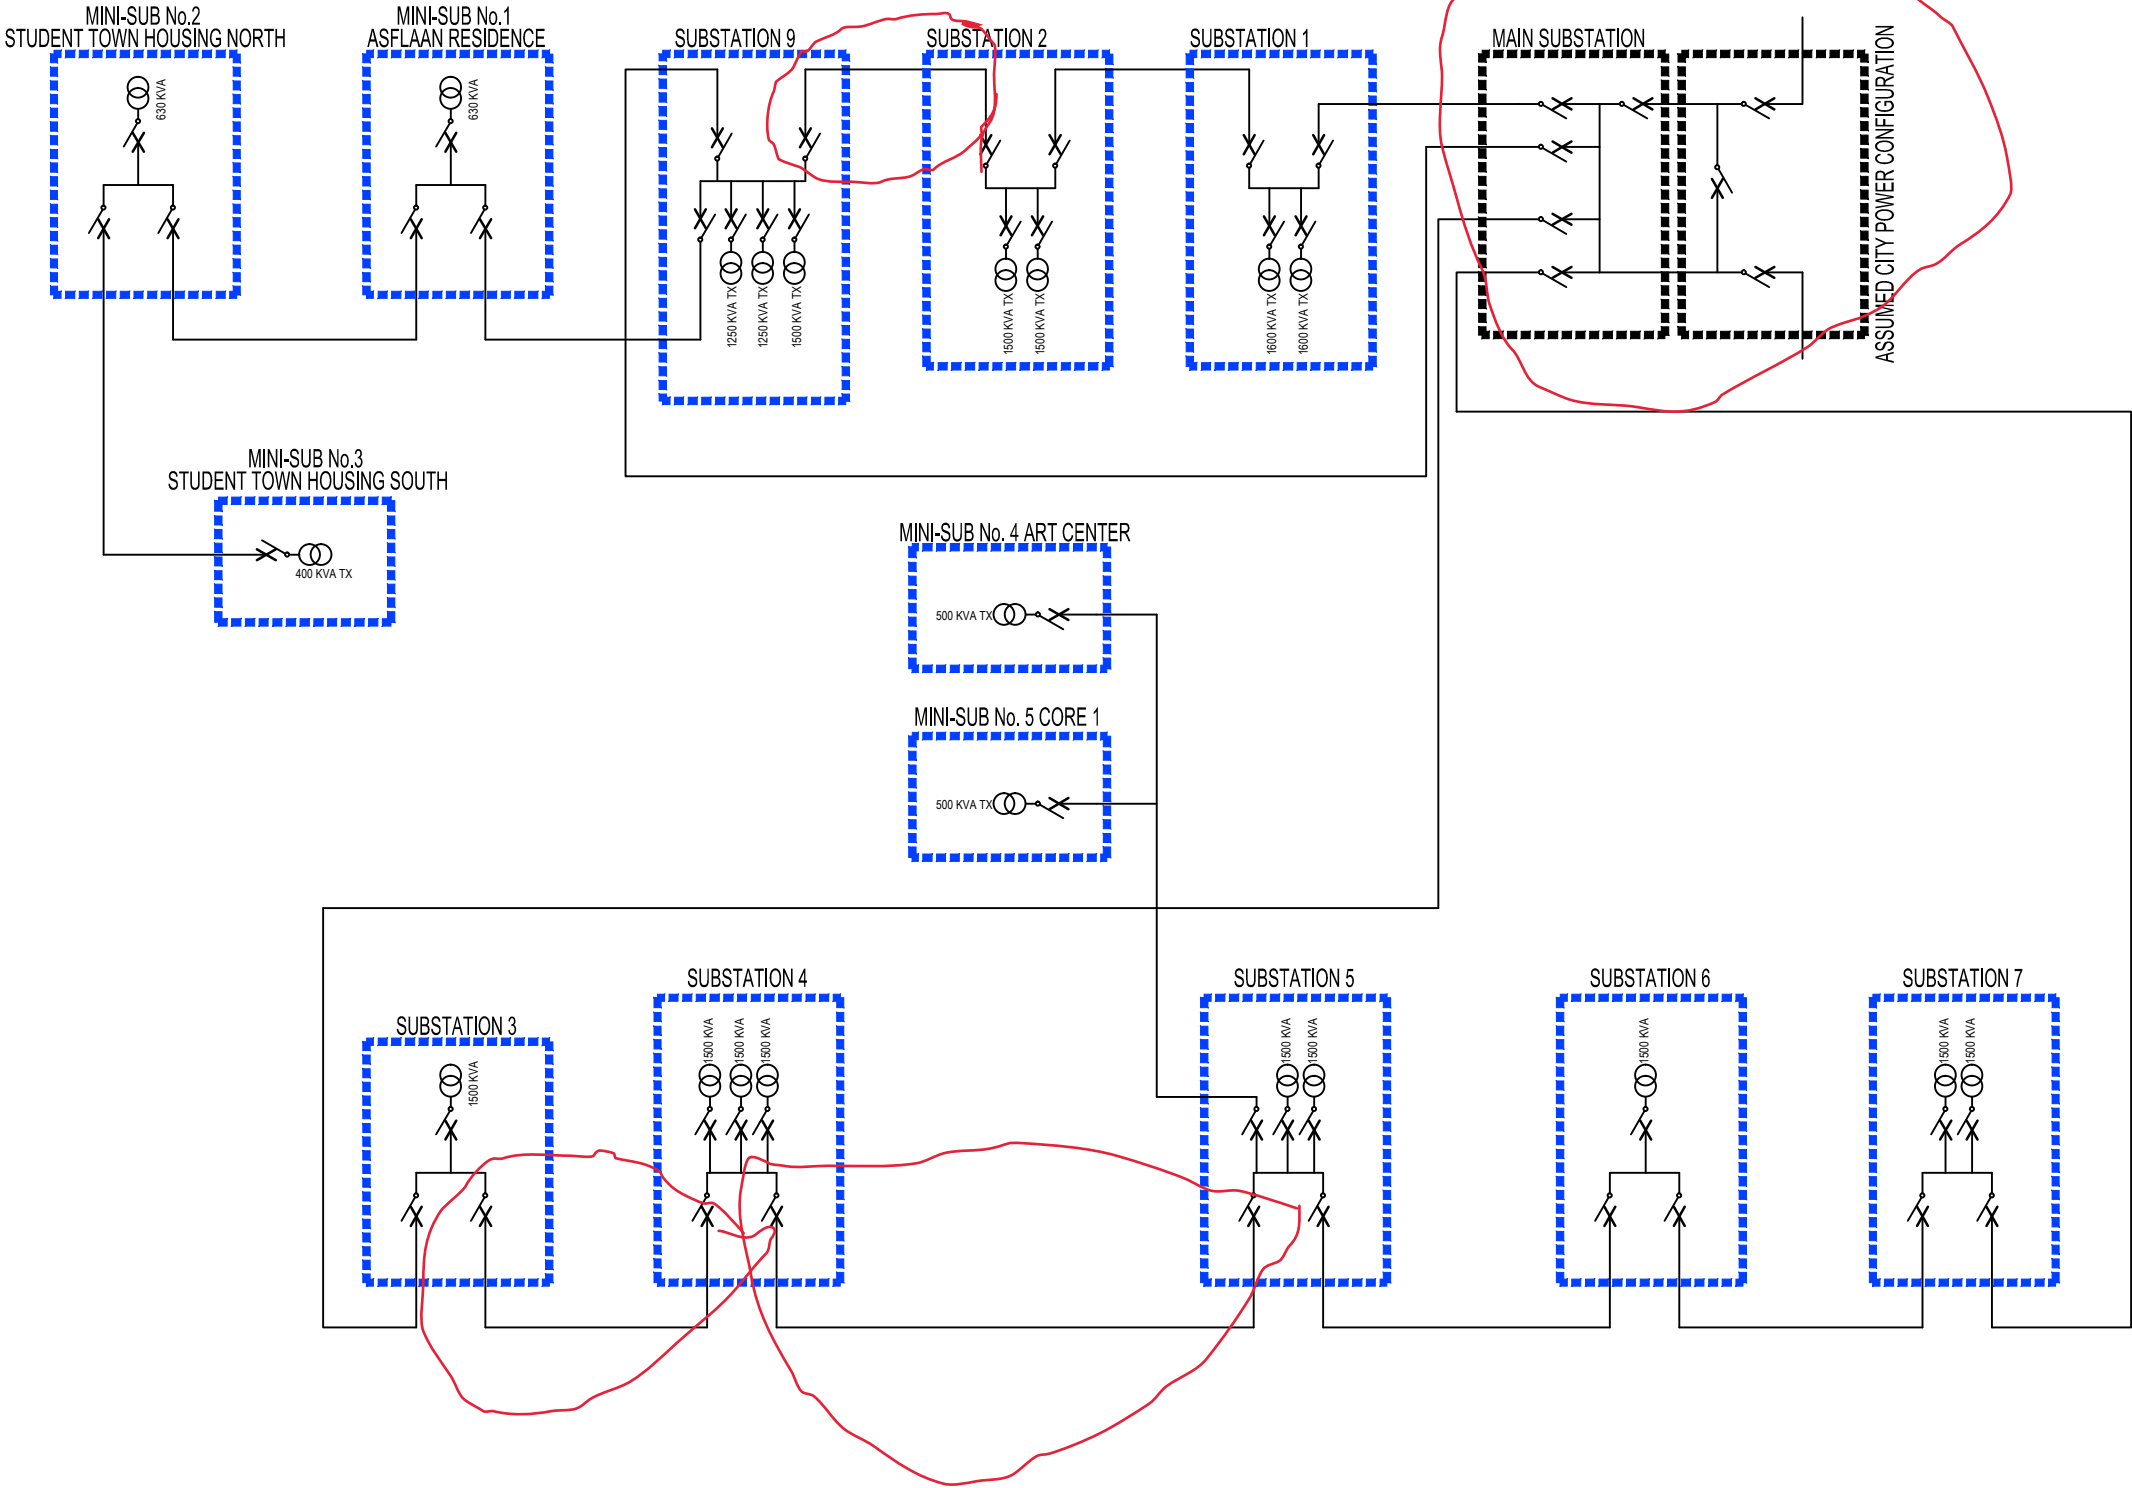 MINI-SUB No.2
STUDENT TOWN HOUSING NORTH
630 KVA
MINI-SUB No.1
ASFLAAN RESIDENCE
630 KVA
SUBSTATION 9
1250 KVA TX
1250 KVA TX
1500 KVA TX
SUBSTATION 2
1500 KVA TX
1500 KVA TX
SUBSTATION 1
1600 KVA TX
1600 KVA TX
MAIN SUBSTATION
ASSUMED CITY POWER CONFIGURATION
MINI-SUB No.3
STUDENT TOWN HOUSING SOUTH
400 KVA TX
MINI-SUB No. 4 ART CENTER
500 KVA TX
MINI-SUB No. 5 CORE 1
500 KVA TX
SUBSTATION 3
1500 KVA
SUBSTATION 4
1500 KVA
1500 KVA
1500 KVA
SUBSTATION 5
1500 KVA
1500 KVA
SUBSTATION 6
1500 KVA
SUBSTATION 7
1500 KVA
1500 KVA